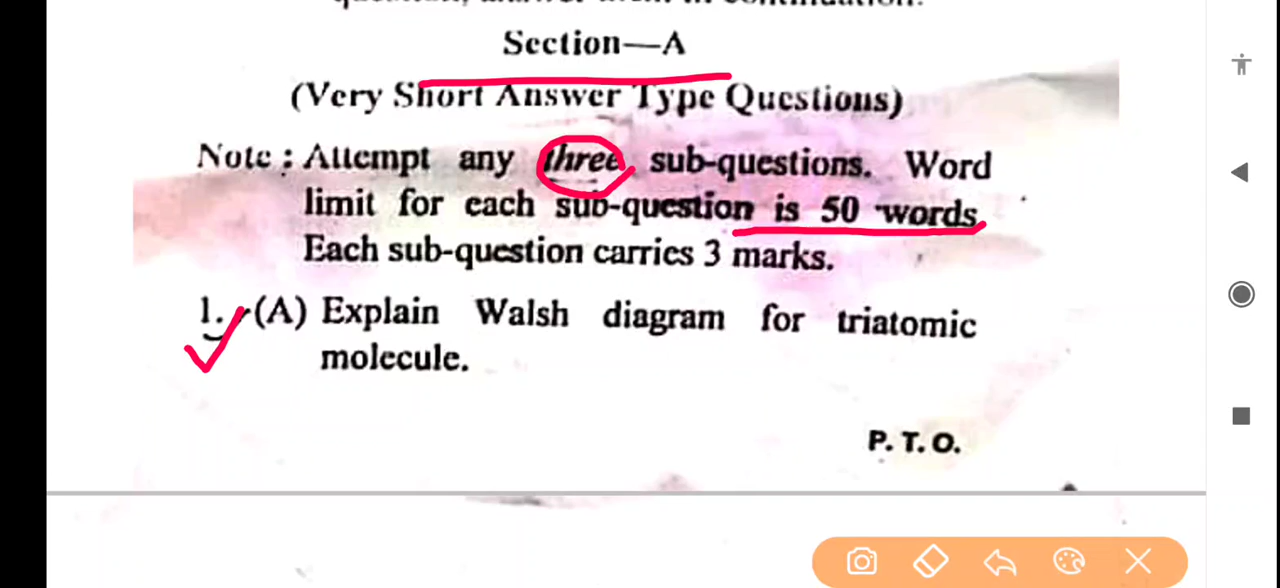 Section—A
(Very Short Answer Type Questions)
Note : Attempt any three sub-questions. Word
limit for each sub-question is 50 words.
Each sub-question carries 3 marks.
1. (A) Explain Walsh diagram for triatomic
molecule.
P. T. O.